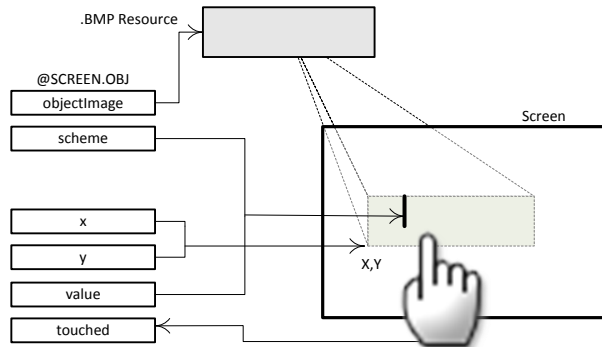 .BMP Resource
@SCREEN.OBJ
objectImage
scheme
Screen
x
y
X,Y
value
touched